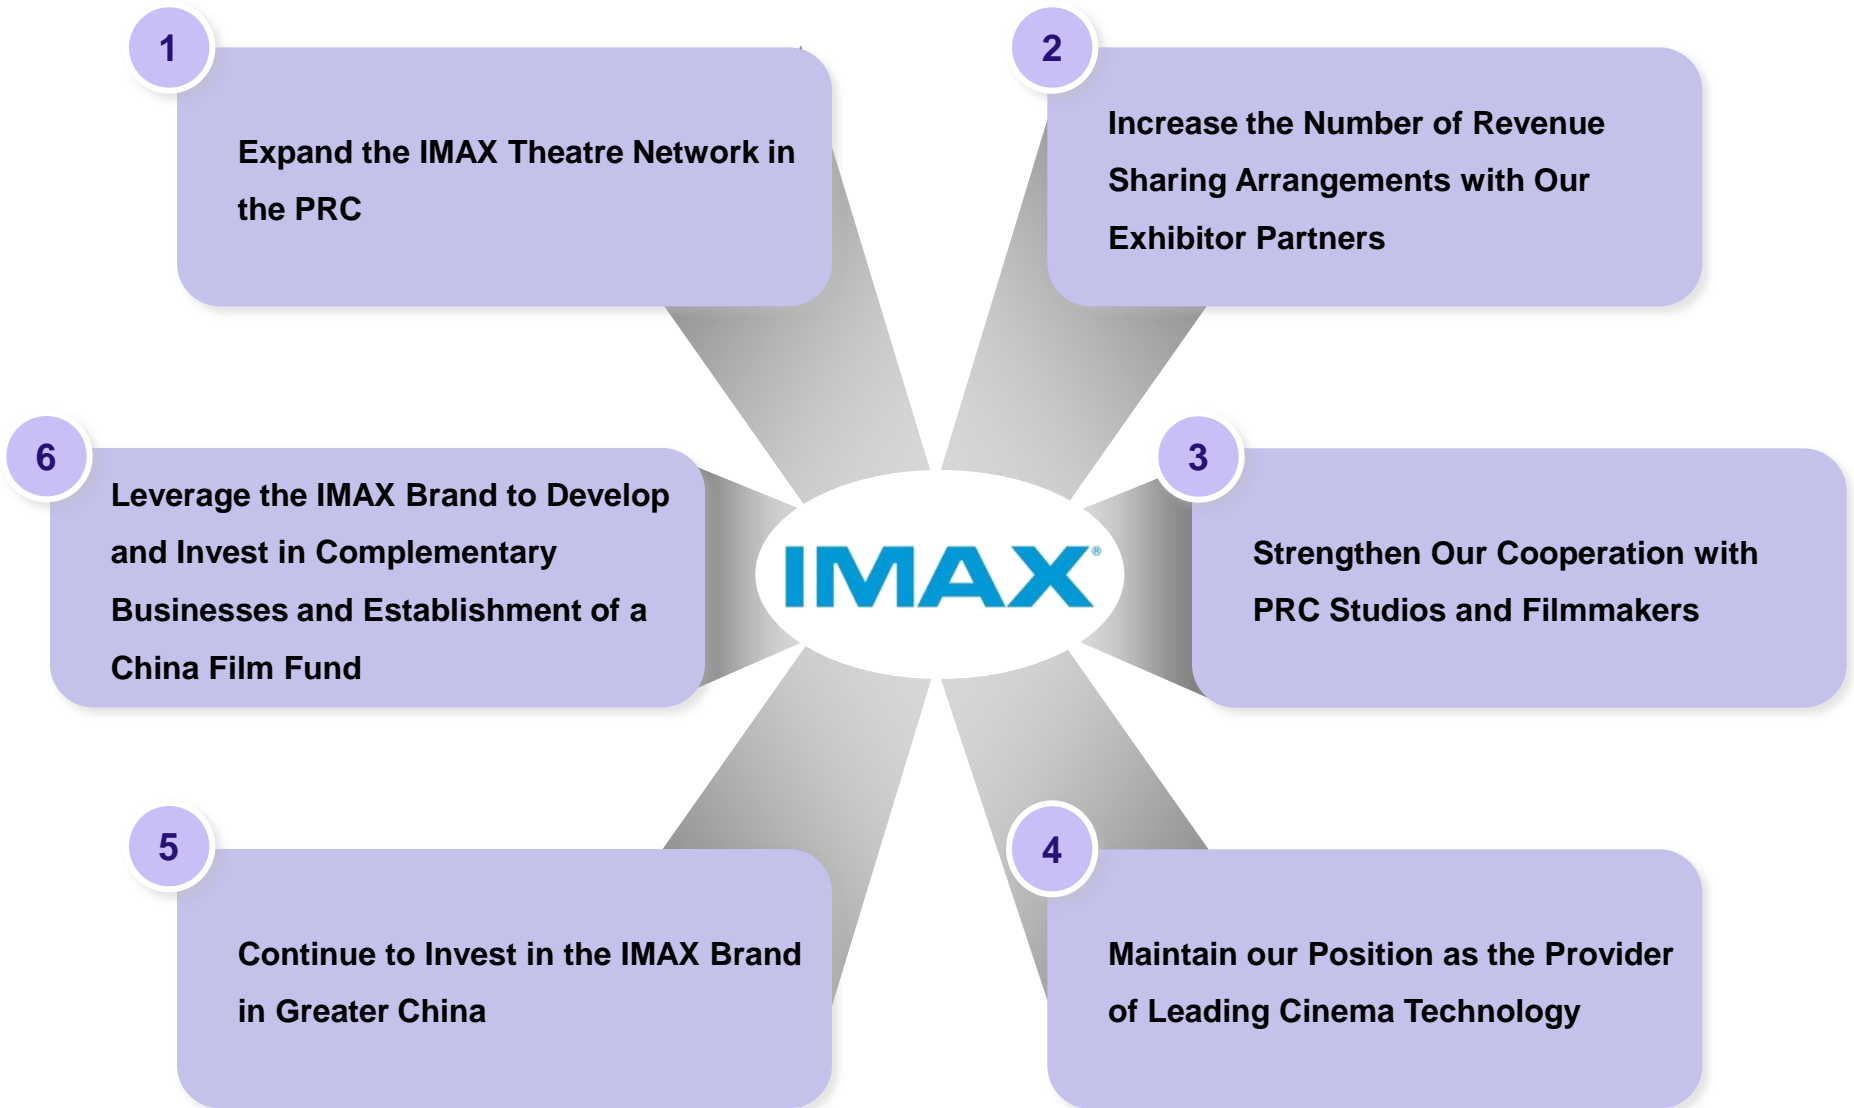 1
Expand the IMAX Theatre Network in
the PRC
2
Increase the Number of Revenue
Sharing Arrangements with Our
Exhibitor Partners
3
Strengthen Our Cooperation with
PRC Studios and Filmmakers
4
Maintain our Position as the Provider
of Leading Cinema Technology
5
Continue to Invest in the IMAX Brand
in Greater China
6
Leverage the IMAX Brand to Develop
and Invest in Complementary
Businesses and Establishment of a
China Film Fund
IMAX®